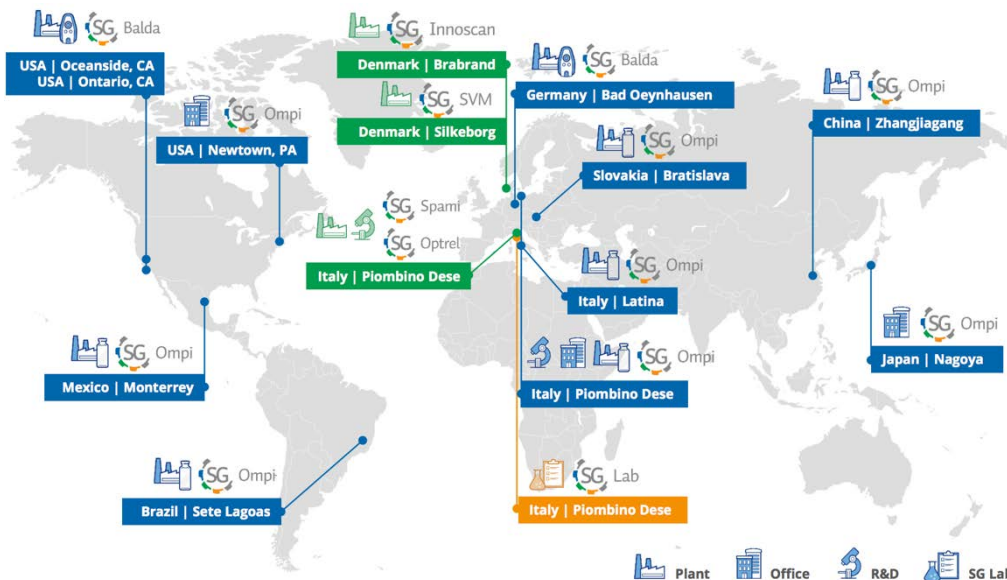 SG Balda
USA | Oceanside, CA
USA | Ontario, CA
SG Ompi
USA | Newtown, PA
SG Innoscan
Denmark | Brabrand
SG SVM
Denmark | Silkeborg
SG Balda
Germany | Bad Oeynhausen
SG Ompi
China | Zhangjiagang
SG Ompi
Slovakia | Bratislava
SG Spami
SG Optrel
Italy | Piombino Dese
SG Ompi
Italy | Latina
SG Ompi
Japan | Nagoya
SG Ompi
Mexico | Monterrey
SG Ompi
Italy | Piombino Dese
SG Ompi
Brazil | Sete Lagoas
SG Lab
Italy | Piombino Dese
Plant Office R&D SG Lab